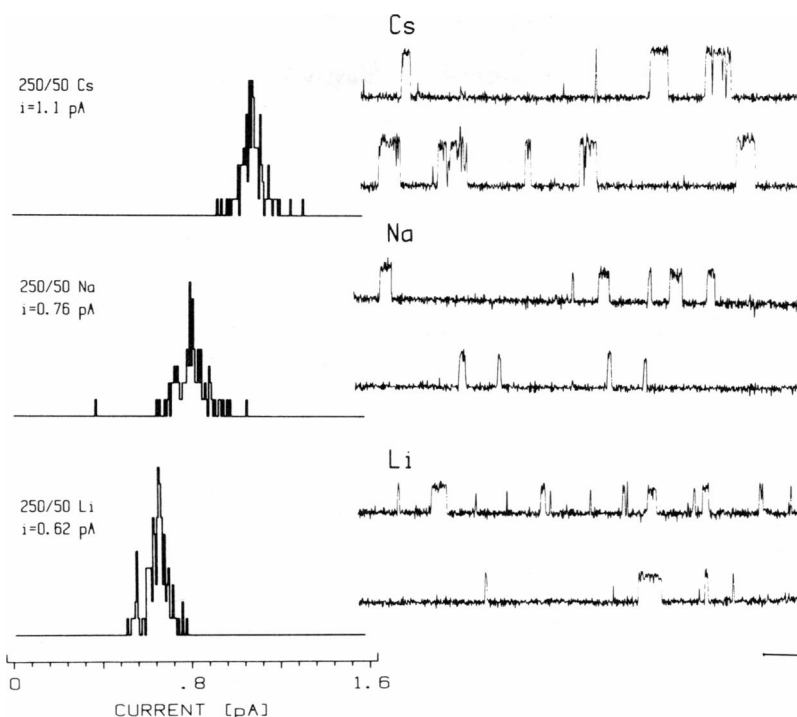 Cs
250/50 Cs
i=1.1 pA
Na
250/50 Na
i=0.76 pA
Li
250/50 Li
i=0.62 pA
0 .8 1.6
CURRENT [pA]